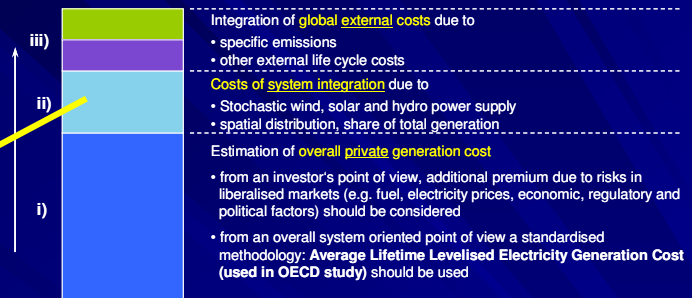 Integration of global external costs due to
iii)
• specific emissions
• other external life cycle costs
Costs of system integration due to
ii)
• Stochastic wind, solar and hydro power supply
• spatial distribution, share of total generation
Estimation of overall private generation cost
• from an investor's point of view, additional premium due to risks in
liberalised markets (e.g. fuel, electricity prices, economic, regulatory and
i)
political factors) should be considered
• from an overall system oriented point of view a standardised
methodology: Average Lifetime Levelised Electricity Generation Cost
(used in OECD study) should be used